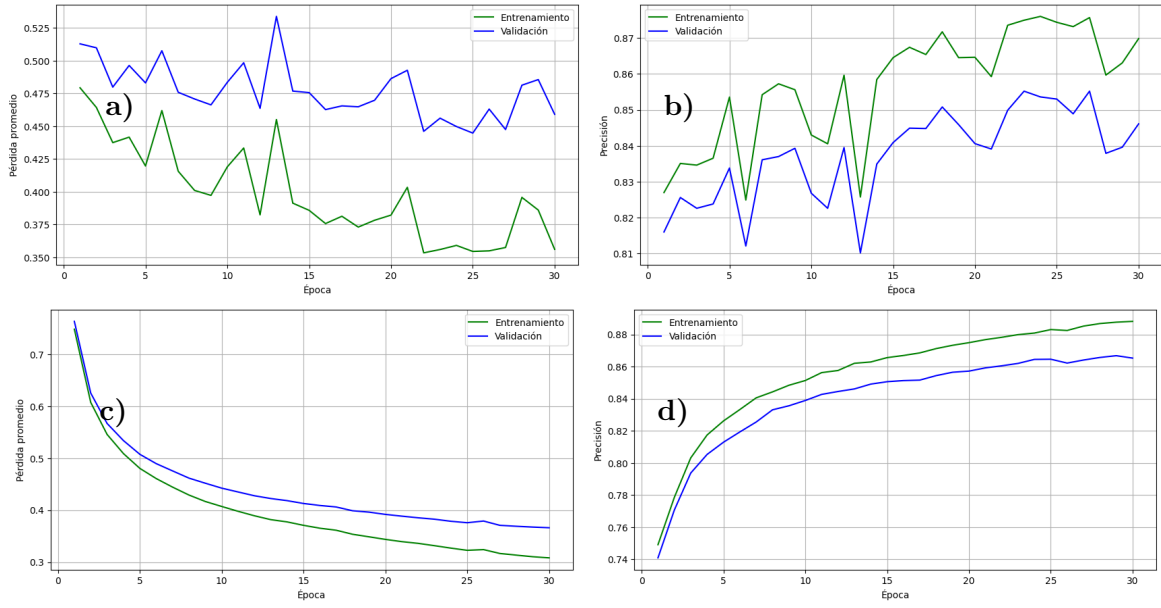 Pérdida promedio
0.525
0.500
0.475
0.450
0.425
0.400
0.375
0.350
a)
Entrenamiento
Validación
0 5 10 15 20 25 30
Época
Precisión
0.87
0.86
0.85
0.84
0.83
0.82
0.81
b)
Entrenamiento
Validación
0 5 10 15 20 25 30
Época
Pérdida promedio
0.7
0.6
0.5
0.4
0.3
c)
Entrenamiento
Validación
0 5 10 15 20 25 30
Época
Precisión
0.88
0.86
0.84
0.82
0.80
0.78
0.76
0.74
d)
Entrenamiento
Validación
0 5 10 15 20 25 30
Época